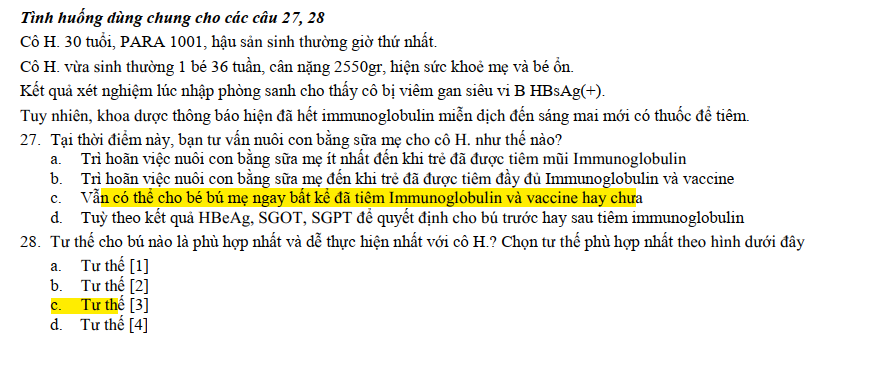 Tình huống dùng chung cho các câu 27, 28
Cô H. 30 tuổi, PARA 1001, hậu sản sinh thường giờ thứ nhất.
Cô H. vừa sinh thường 1 bé 36 tuần, cân nặng 2550gr, hiện sức khoẻ mẹ và bé ổn.
Kết quả xét nghiệm lúc nhập phòng sanh cho thấy cô bị viêm gan siêu vi B HBsAg(+).
Tuy nhiên, khoa dược thông báo hiện đã hết immunoglobulin miễn dịch đến sáng mai mới có thuốc để tiêm.
27. Tại thời điểm này, bạn tư vấn nuôi con bằng sữa mẹ cho cô H. như thế nào?
a. Trì hoãn việc nuôi con bằng sữa mẹ ít nhất đến khi trẻ đã được tiêm mũi Immunoglobulin
b. Trì hoãn việc nuôi con bằng sữa mẹ đến khi trẻ đã được tiêm đầy đủ Immunoglobulin và vaccine
c. Vẫn có thể cho bé bú mẹ ngay bất kể đã tiêm Immunoglobulin và vaccine hay chưa
d. Tuỳ theo kết quả HBeAg, SGOT, SGPT để quyết định cho bú trước hay sau tiêm immunoglobulin
28. Tư thế cho bú nào là phù hợp nhất và dễ thực hiện nhất với cô H.? Chọn tư thế phù hợp nhất theo hình dưới đây
a. Tư thế [1]
b. Tư thế [2]
c. Tư thế [3]
d. Tư thế [4]